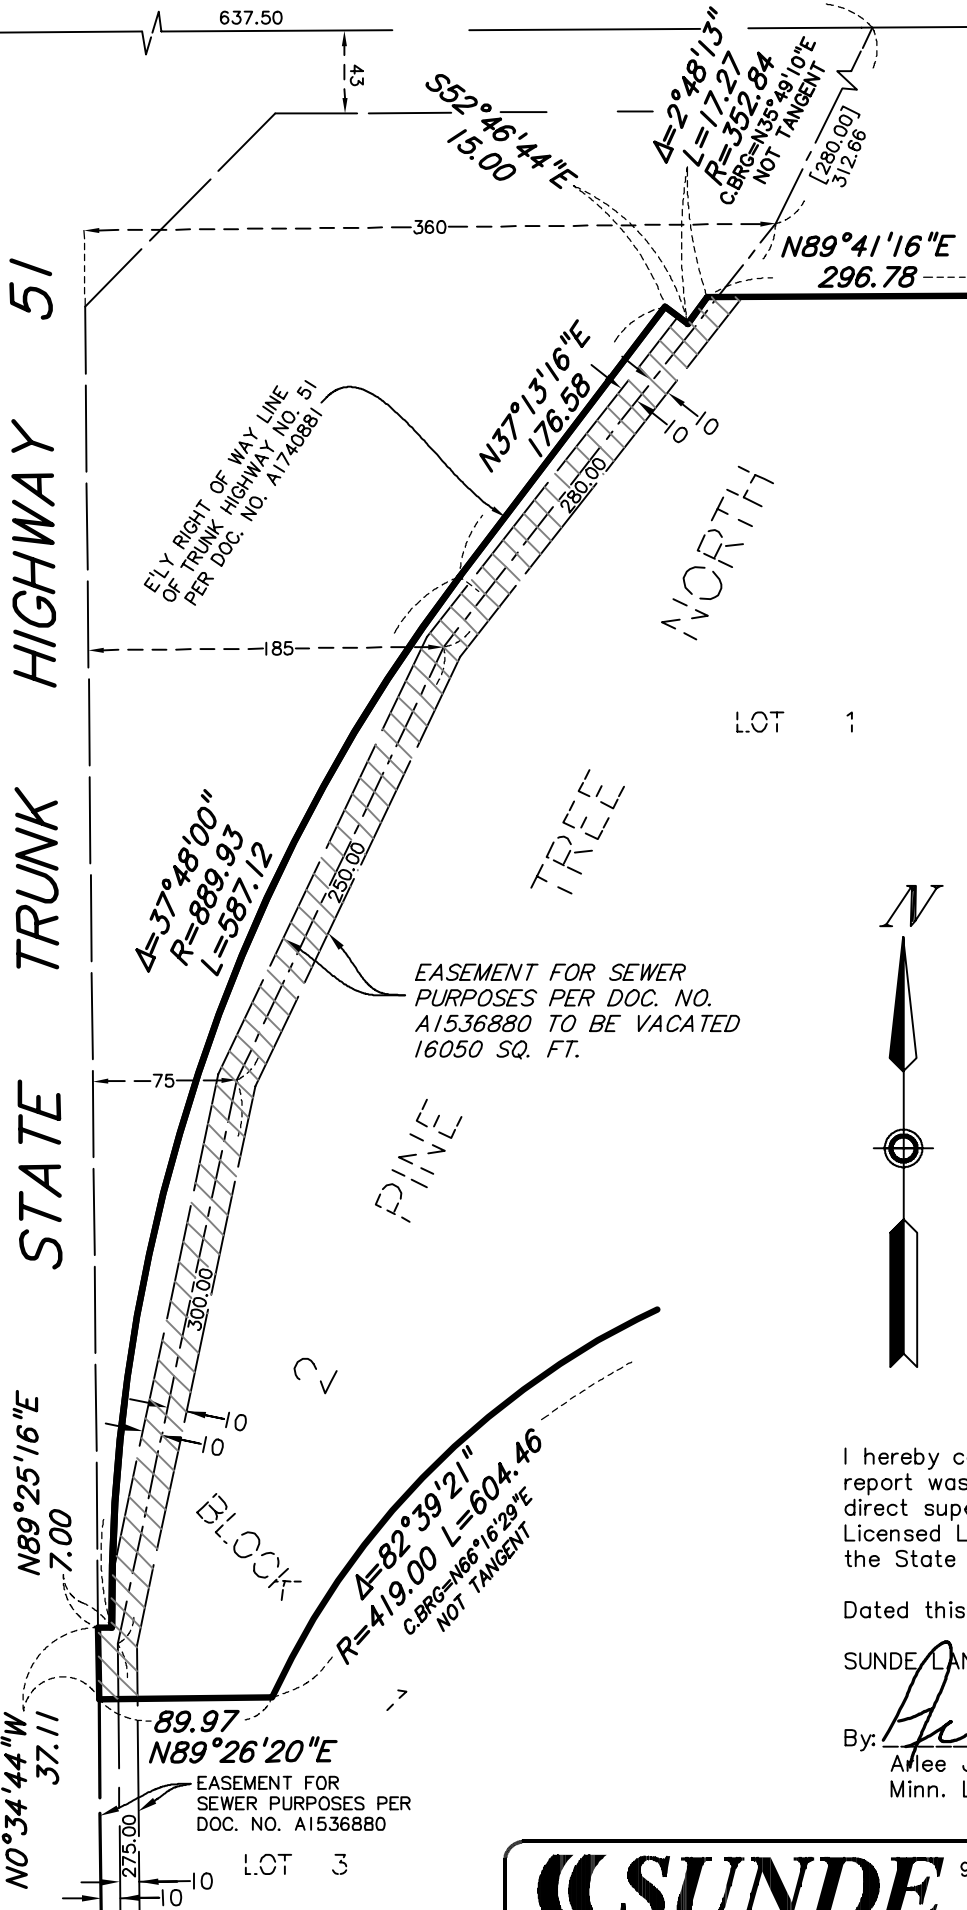 637.50
43
S52°46'44"E
15.00
Δ=2°48'13"
L=17.27
R=352.84
C.BRG=N35°49'10"E
NOT TANGENT
[280.00]
312.66
360
N89°41'16"E
296.78
STATE TRUNK HIGHWAY 51
N37°13'16"E
176.58
10
10
280.00
E'LY RIGHT OF WAY LINE
OF TRUNK HIGHWAY NO. 51
PER DOC. NO. A1740881
185
NORTH
LOT 1
TREE
Δ=37°48'00"
R=889.93
L=587.12
250.00
N
EASEMENT FOR SEWER
PURPOSES PER DOC. NO.
A1536880 TO BE VACATED
16050 SQ. FT.
75
PINE
300.00
2
10
10
BLOCK
N89°25'16"E
7.00
Δ=82°39'21"
R=419.00 L=604.46
C.BRG=N66°16'29"E
NOT TANGENT
I hereby c
report was
direct supe
Licensed L
the State
Dated this
SUNDE LAN
By:
Arlee J
Minn. L
N0°34'44"W
37.11
89.97
N89°26'20"E
EASEMENT FOR
SEWER PURPOSES PER
DOC. NO. A1536880
275.00
LOT 3
10
10
SUNDE
9